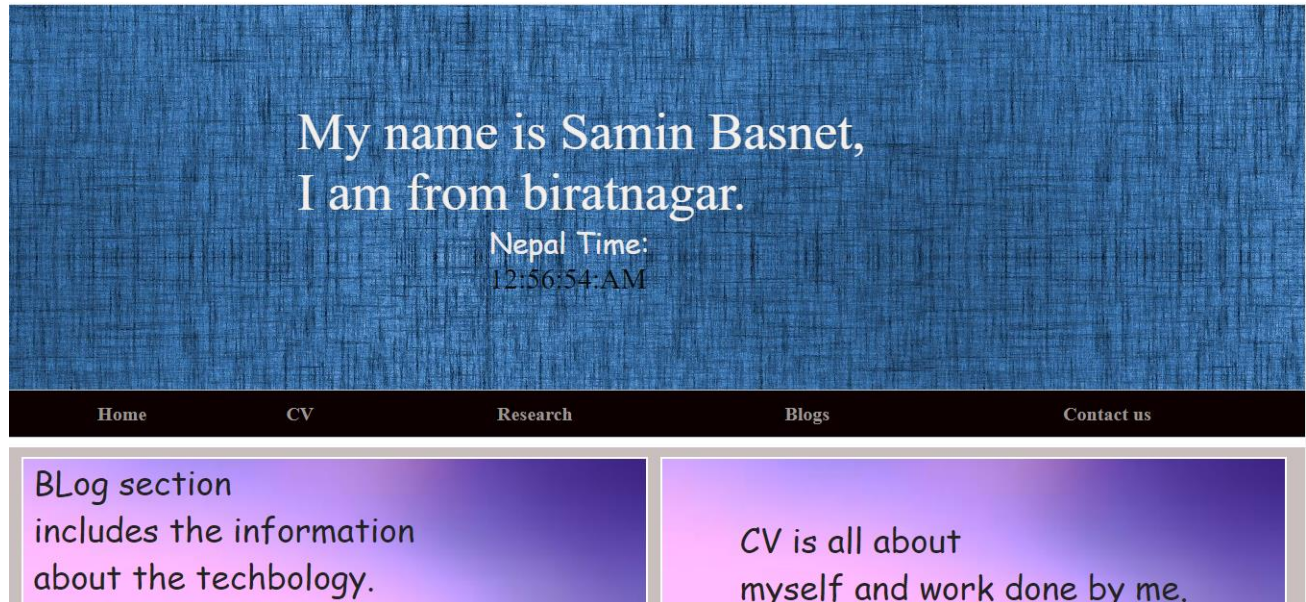 My name is Samin Basnet,
I am from biratnagar.
Nepal Time:
12:56:54:AM
Home CV Research Blogs Contact us
BLog section
includes the information
about the techbology.
CV is all about
myself and work done by me.